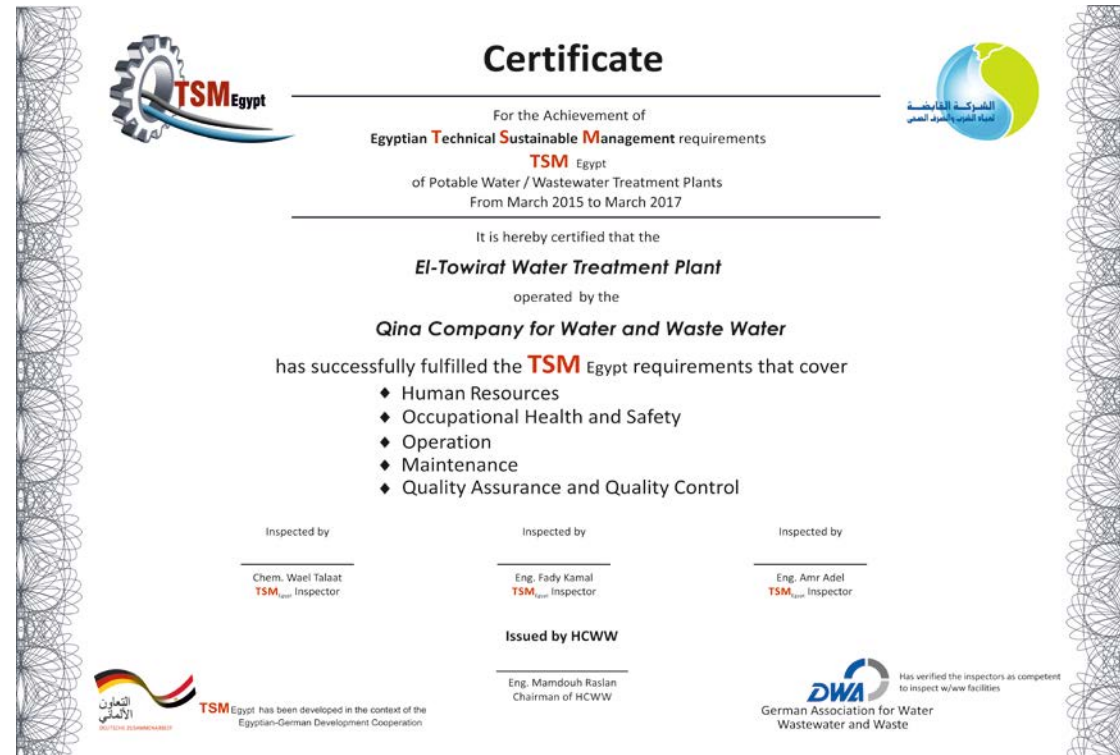 TSM Egypt
Certificate
الشركة القابضة
لمياه الشرب والصرف الصحي
For the Achievement of
Egyptian Technical Sustainable Management requirements
TSM Egypt
of Potable Water / Wastewater Treatment Plants
From March 2015 to March 2017
It is hereby certified that the
El-Towirat Water Treatment Plant
operated by the
Qina Company for Water and Waste Water
has successfully fulfilled the TSM Egypt requirements that cover
♦ Human Resources
♦ Occupational Health and Safety
♦ Operation
♦ Maintenance
♦ Quality Assurance and Quality Control
Inspected by
Chem. Wael Talaat
TSM Egypt Inspector
Inspected by
Eng. Fady Kamal
TSM Egypt Inspector
Inspected by
Eng. Amr Adel
TSM Egypt Inspector
Issued by HCWW
Eng. Mamdouh Raslan
Chairman of HCWW
التعاون
الألماني
DEUTSCHE ZUSAMMENARBEIT
TSM Egypt has been developed in the context of the
Egyptian-German Development Cooperation
DWA
Has verified the inspectors as competent
to inspect w/ww facilities
German Association for Water
Wastewater and Waste